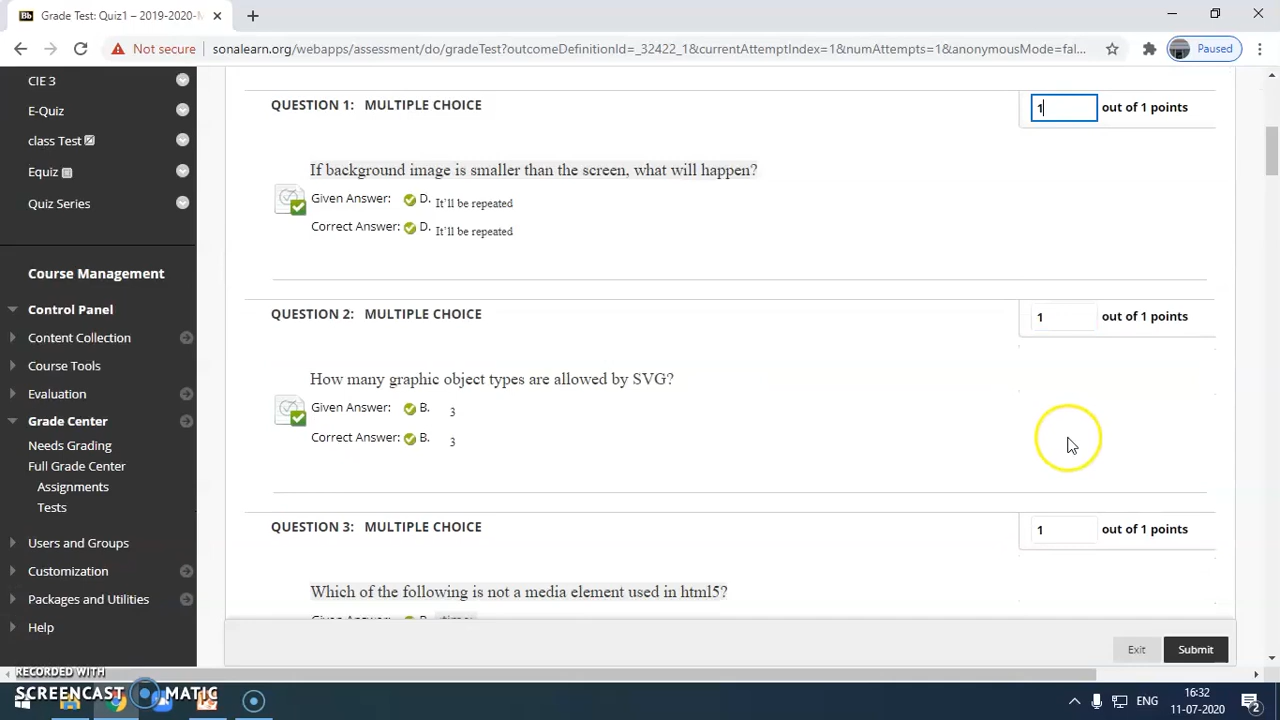 Bb Grade Test: Quiz1 – 2019-2020-M
Not secure sonalearn.org/webapps/assessment/do/gradeTest?outcomeDefinitionId=_32422_1&currentAttemptIndex=1&numAttempts=1&anonymousMode=fal... Paused
CIE 3
E-Quiz
class Test
Equiz
Quiz Series
Course Management
Control Panel
Content Collection
Course Tools
Evaluation
Grade Center
Needs Grading
Full Grade Center
Assignments
Tests
Users and Groups
Customization
Packages and Utilities
Help
QUESTION 1: MULTIPLE CHOICE
1 out of 1 points
If background image is smaller than the screen, what will happen?
Given Answer: D. It'll be repeated
Correct Answer: D. It'll be repeated
QUESTION 2: MULTIPLE CHOICE
1 out of 1 points
How many graphic object types are allowed by SVG?
Given Answer: B. 3
Correct Answer: B. 3
QUESTION 3: MULTIPLE CHOICE
1 out of 1 points
Which of the following is not a media element used in html5?
Exit Submit
RECORDED WITH
SCREENCAST MATIC
ENG
16:32
11-07-2020
2